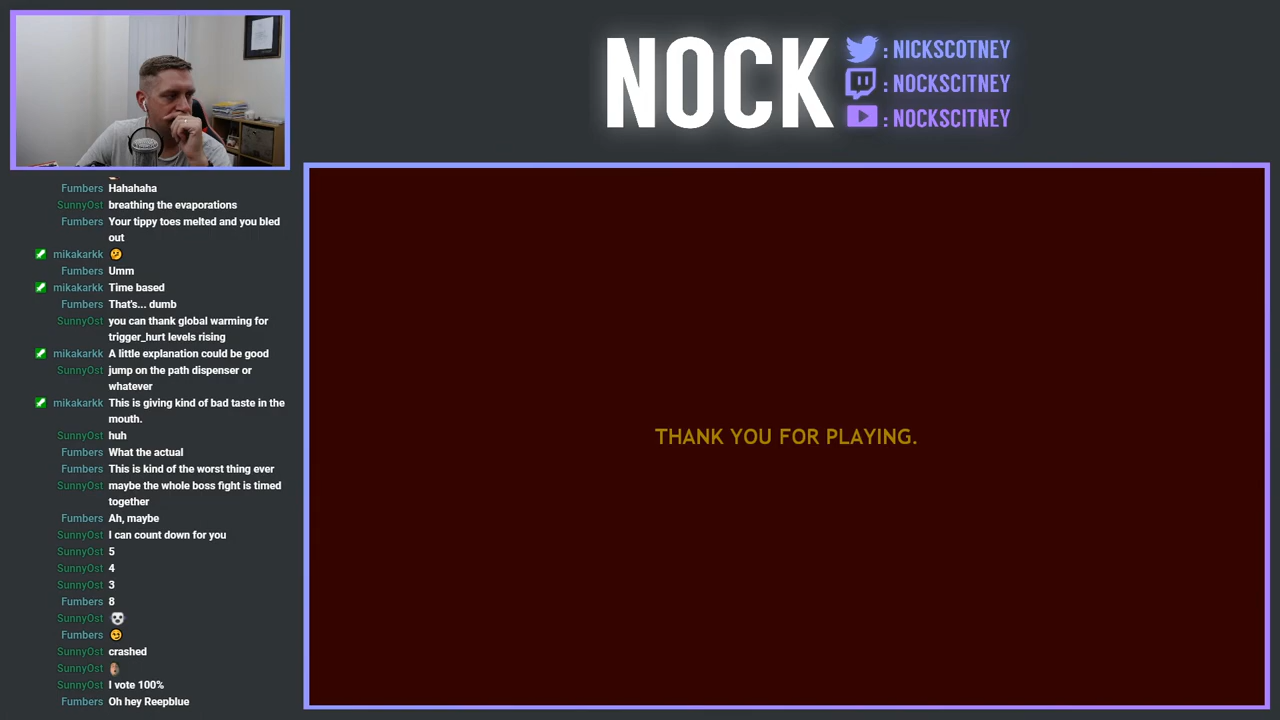 NOCK
: NICKSCOTNEY
: NOCKSCITNEY
: NOCKSCITNEY
Fumbers Hahahaha
SunnyOst breathing the evaporations
Fumbers Your tippy toes melted and you bled
out
mikakarkk
Fumbers Umm
mikakarkk Time based
Fumbers That's... dumb
SunnyOst you can thank global warming for
trigger_hurt levels rising
mikakarkk A little explanation could be good
SunnyOst jump on the path dispenser or
whatever
mikakarkk This is giving kind of bad taste in the
mouth.
SunnyOst huh
Fumbers What the actual
Fumbers This is kind of the worst thing ever
SunnyOst maybe the whole boss fight is timed
together
Fumbers Ah, maybe
SunnyOst I can count down for you
SunnyOst 5
SunnyOst 4
SunnyOst 3
Fumbers 8
SunnyOst
Fumbers
SunnyOst crashed
SunnyOst
SunnyOst I vote 100%
Fumbers Oh hey Reepblue
THANK YOU FOR PLAYING.